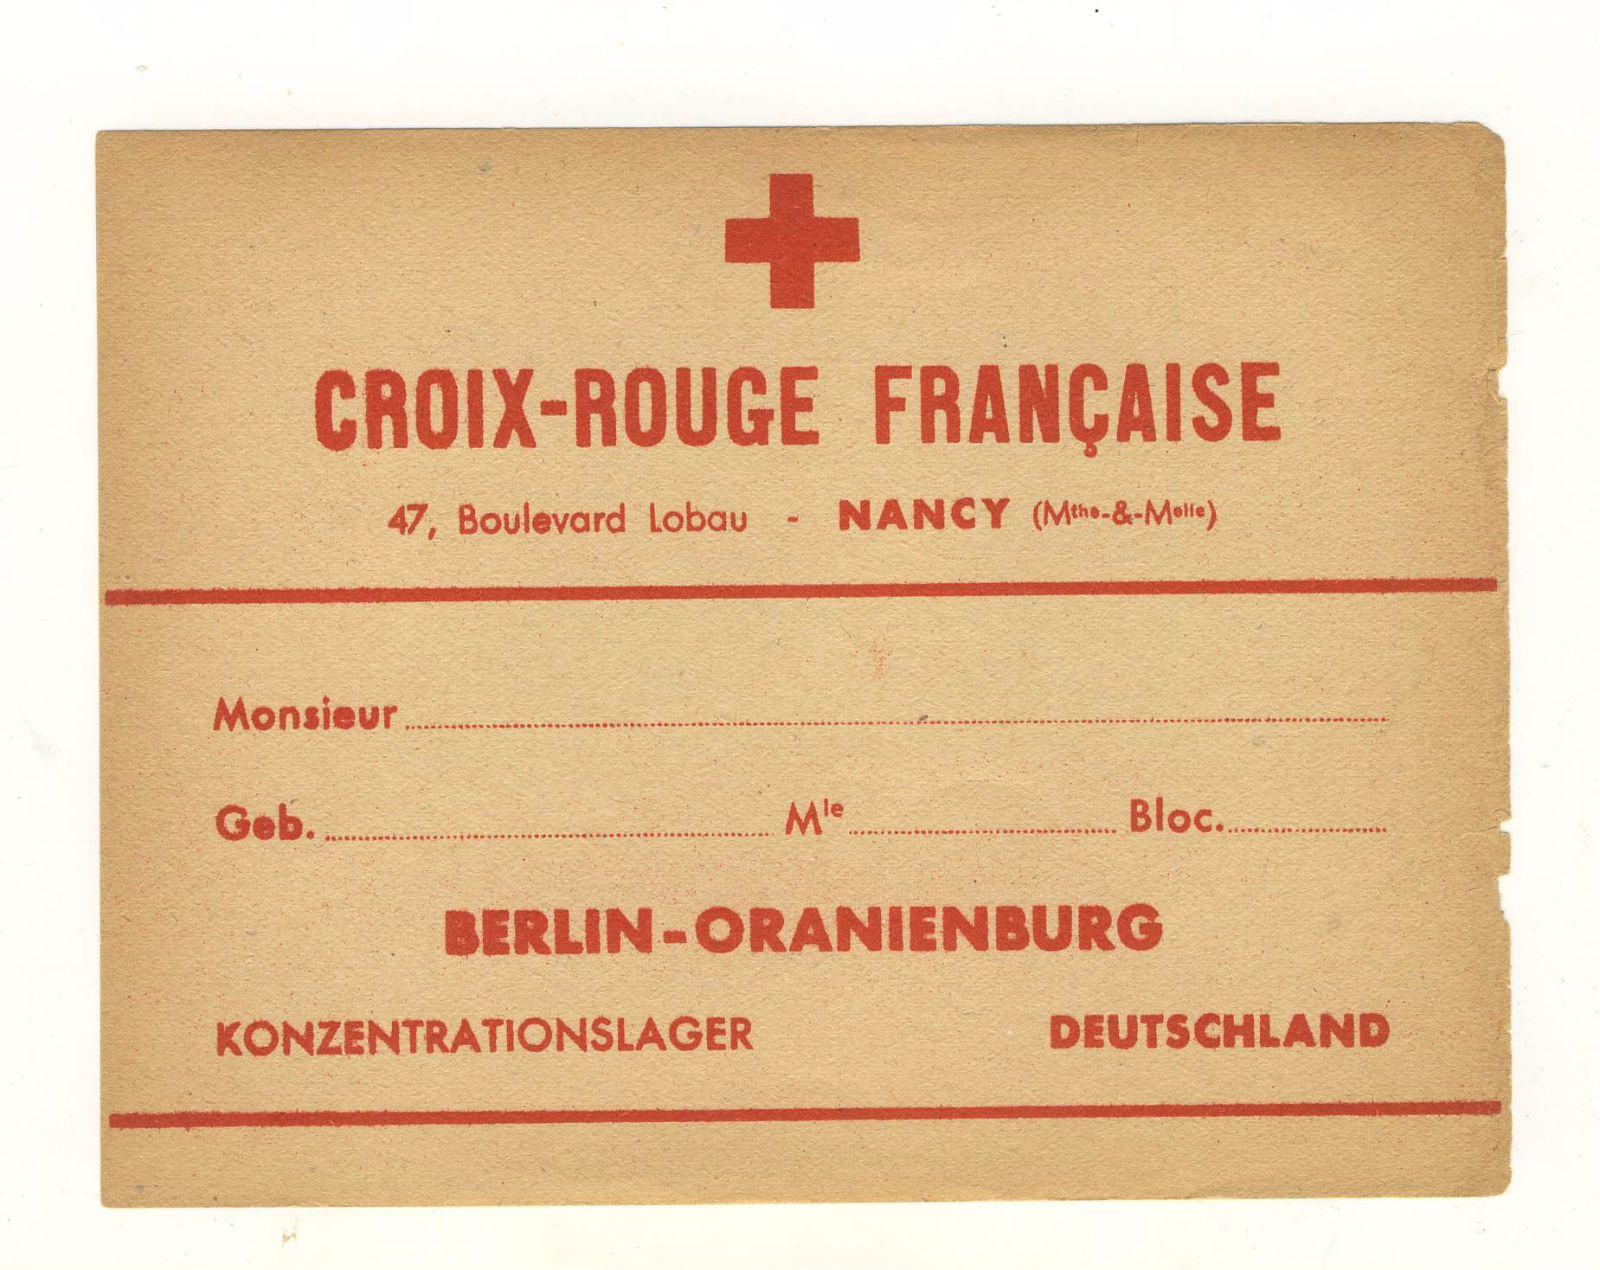 CROIX-ROUGE FRANÇAISE
47, Boulevard Lobau - NANCY (Mthe-&-Melle)
Monsieur
Geb. Mle Bloc.
BERLIN-ORANIENBURG
KONZENTRATIONSLAGER DEUTSCHLAND